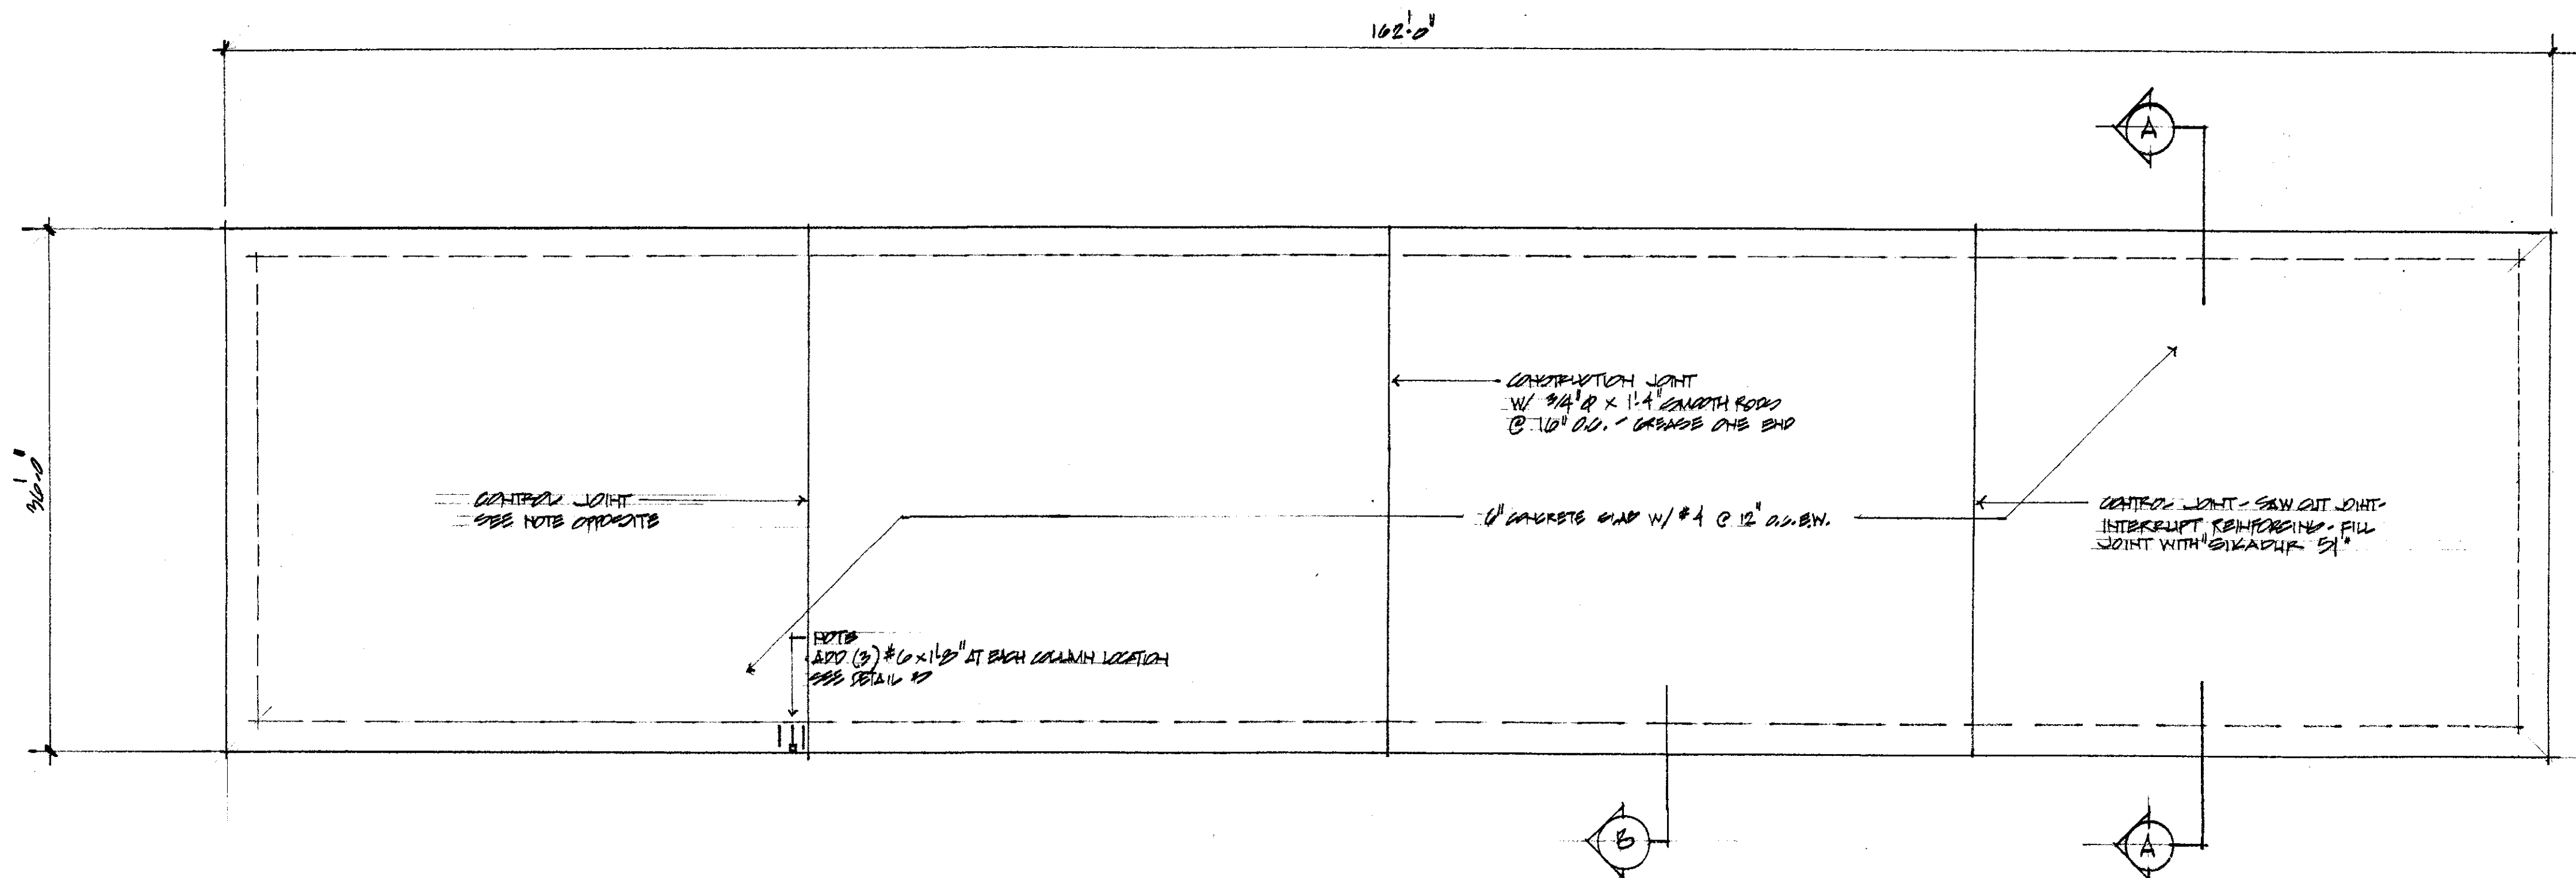 162'-0"
A
36'-0"
CONSTRUCTION JOINT
W/ 3/4"Ø x 1'-4" SMOOTH RODS
@ 16" O.C. - GREASE ONE END
CONTROL JOINT
SEE NOTE OPPOSITE
6" CONCRETE SLAB W/ #4 @ 12" O.C. EW.
CONTROL JOINT - SAW CUT JOINT -
INTERRUPT REINFORCING - FILL
JOINT WITH "SIKADUR 51"
NOTE
ADD (3) #6 x 1'-8" AT EACH COLUMN LOCATION
SEE DETAIL
B
A